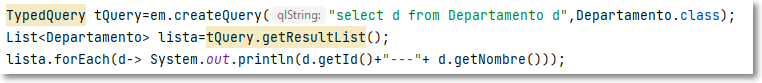 TypedQuery tQuery=em.createQuery( qlString: "select d from Departamento d",Departamento.class);
List<Departamento> lista=tQuery.getResultList();
lista.forEach(d-> System.out.println(d.getId()+"---"+ d.getNombre()));